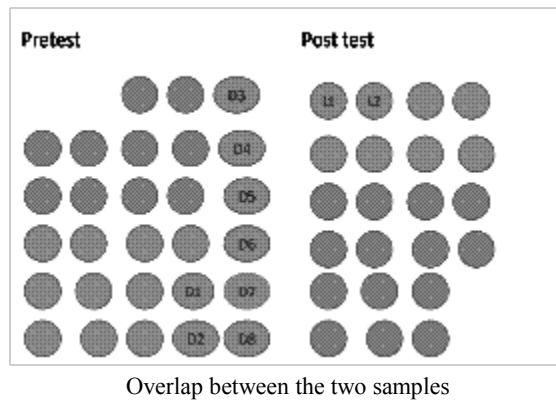 Pretest
Post test
D3
L1 L2
D4
D5
D6
D1 D7
D2 D8
Overlap between the two samples